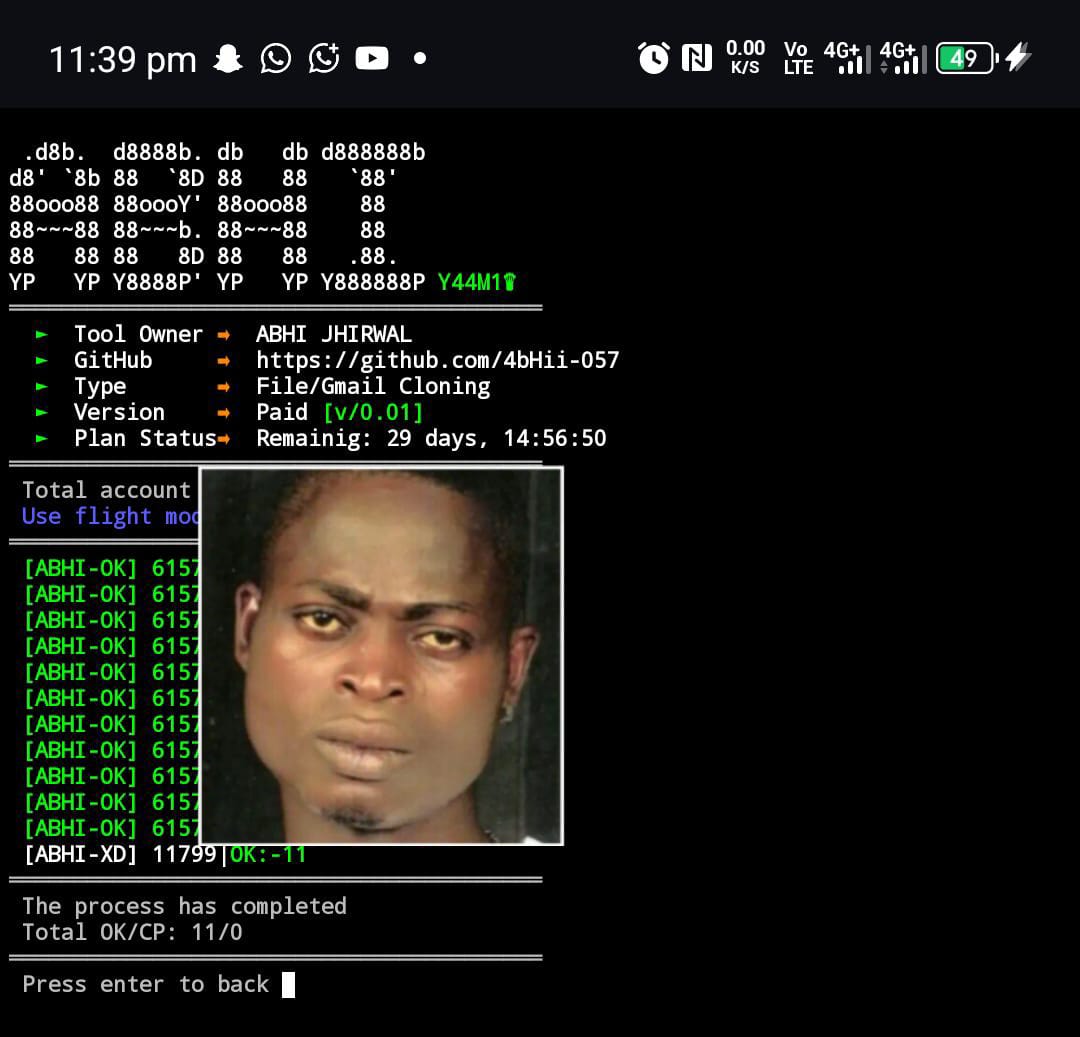 11:39 pm 0.00 K/S Vo LTE 4G+ 4G+ 49
.d8b.  d8888b. db   db d888888b
d8' `8b 88  `8D 88   88   `88'
88ooo88 88oooY' 88ooo88    88
88~~~88 88~~~b. 88~~~88    88
88   88 88   8D 88   88   .88.
YP   YP Y8888P' YP   YP Y888888P Y44M1♛
► Tool Owner ➡ ABHI JHIRWAL
► GitHub ➡ https://github.com/4bHii-057
► Type ➡ File/Gmail Cloning
► Version ➡ Paid [v/0.01]
► Plan Status➡ Remainig: 29 days, 14:56:50
Total account
Use flight mod
[ABHI-OK] 6157
[ABHI-OK] 6157
[ABHI-OK] 6157
[ABHI-OK] 6157
[ABHI-OK] 6157
[ABHI-OK] 6157
[ABHI-OK] 6157
[ABHI-OK] 6157
[ABHI-OK] 6157
[ABHI-OK] 6157
[ABHI-OK] 6157
[ABHI-XD] 11799|OK:-11
The process has completed
Total OK/CP: 11/0
Press enter to back